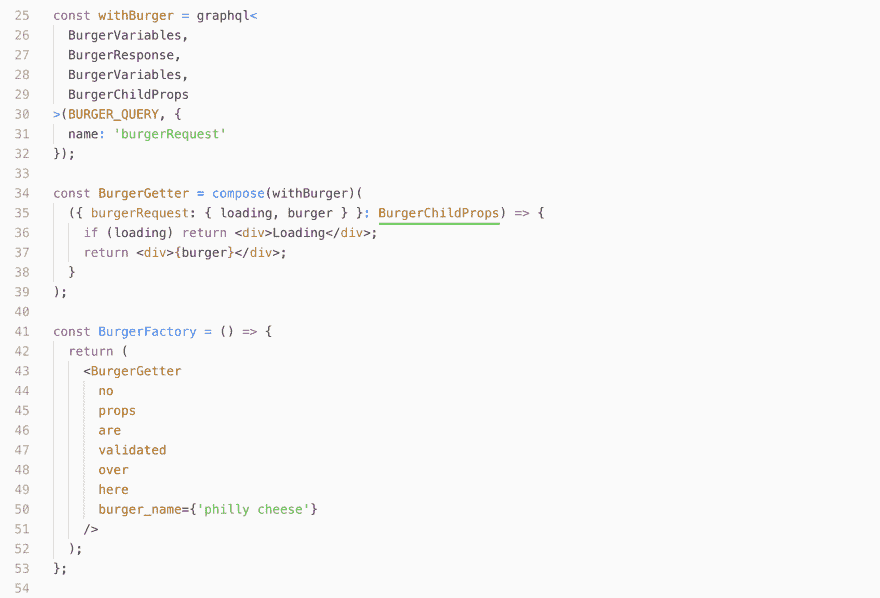 25 const withBurger = graphql<
26   BurgerVariables,
27   BurgerResponse,
28   BurgerVariables,
29   BurgerChildProps
30 >(BURGER_QUERY, {
31   name: 'burgerRequest'
32 });
33
34 const BurgerGetter = compose(withBurger)(
35   ({ burgerRequest: { loading, burger } }: BurgerChildProps) => {
36     if (loading) return <div>Loading</div>;
37     return <div>{burger}</div>;
38   }
39 );
40
41 const BurgerFactory = () => {
42   return (
43     <BurgerGetter
44       no
45       props
46       are
47       validated
48       over
49       here
50       burger_name={'philly cheese'}
51     />
52   );
53 };
54